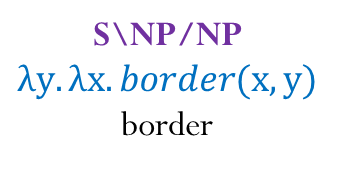 S\NP/NP
λy. λx. border(x, y)
border